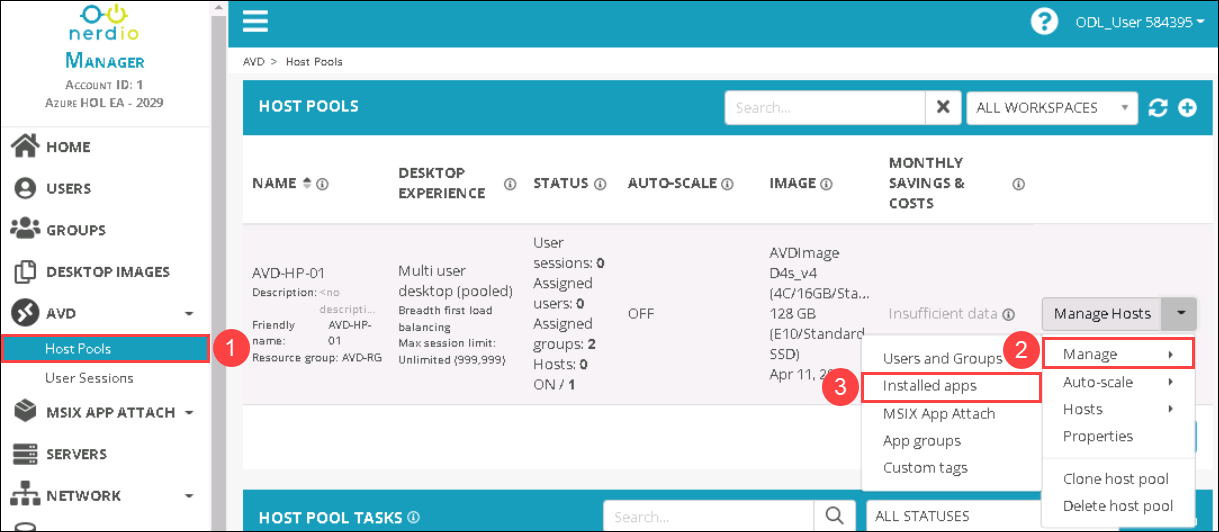 nerdio
MANAGER
ACCOUNT ID: 1
AZURE HOL EA - 2029
HOME
USERS
GROUPS
DESKTOP IMAGES
AVD
Host Pools
1
User Sessions
MSIX APP ATTACH
SERVERS
NETWORK
?
ODL_User 584395
AVD > Host Pools
HOST POOLS
Search...
ALL WORKSPACES
NAME
DESKTOP
EXPERIENCE
STATUS
AUTO-SCALE
IMAGE
MONTHLY
SAVINGS &
COSTS
AVD-HP-01
Description: <no
descripti...
Friendly AVD-HP-
name: 01
Resource group: AVD-RG
Multi user
desktop (pooled)
Breadth first load
balancing
Max session limit:
Unlimited (999,999)
User
sessions: 0
Assigned
users: 0
Assigned
groups: 2
Hosts: 0
ON / 1
OFF
AVDImage
D4s_v4
(4C/16GB/Sta...
128 GB
(E10/Standard
SSD)
Apr 11, 2
Insufficient data
Manage Hosts
2
Manage
Auto-scale
Hosts
Properties
Clone host pool
Delete host pool
Users and Groups
3
Installed apps
MSIX App Attach
App groups
Custom tags
HOST POOL TASKS
Search...
ALL STATUSES